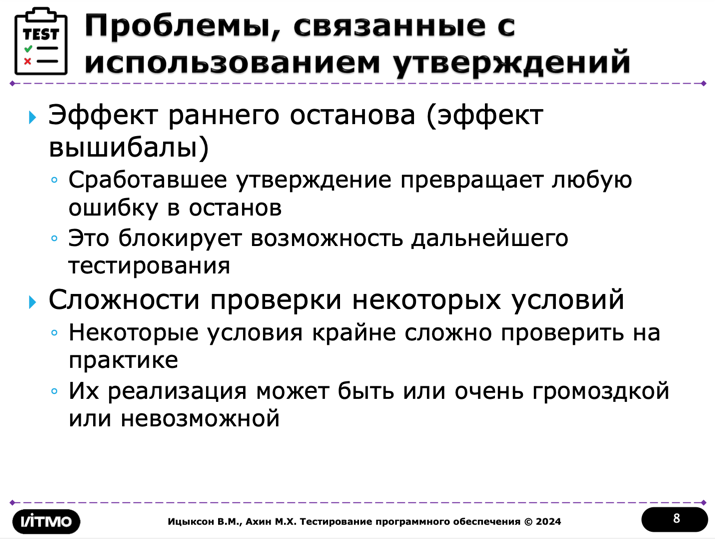 TEST
Проблемы, связанные с
использованием утверждений
Эффект раннего останова (эффект
вышибалы)
Сработавшее утверждение превращает любую
ошибку в останов
Это блокирует возможность дальнейшего
тестирования
Сложности проверки некоторых условий
Некоторые условия крайне сложно проверить на
практике
Их реализация может быть или очень громоздкой
или невозможной
ИТМО
Ицыксон В.М., Ахин М.Х. Тестирование программного обеспечения © 2024
8